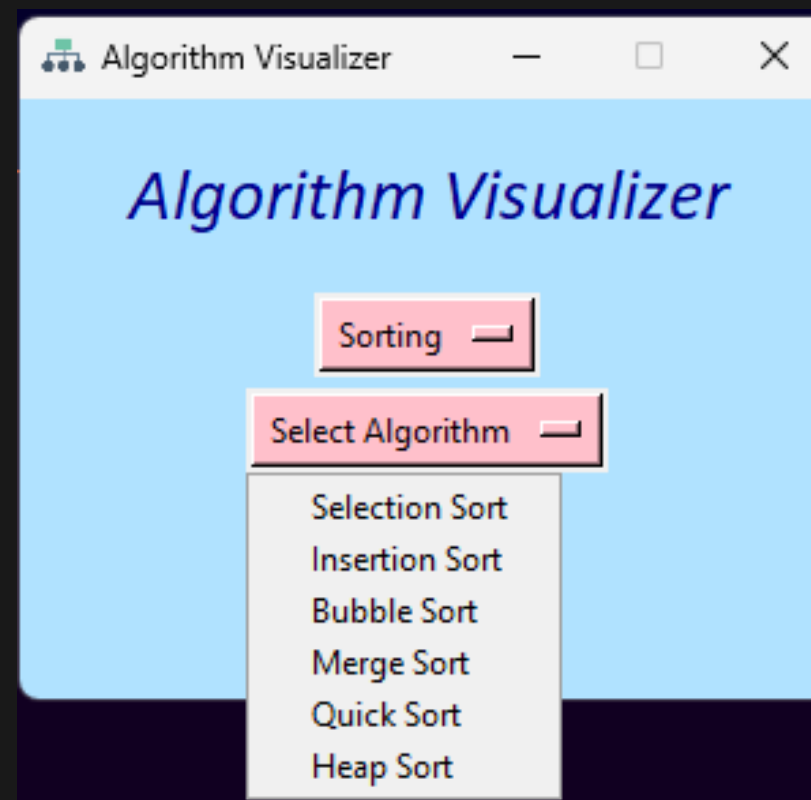 Algorithm Visualizer
Algorithm Visualizer
Sorting
Select Algorithm
Selection Sort
Insertion Sort
Bubble Sort
Merge Sort
Quick Sort
Heap Sort